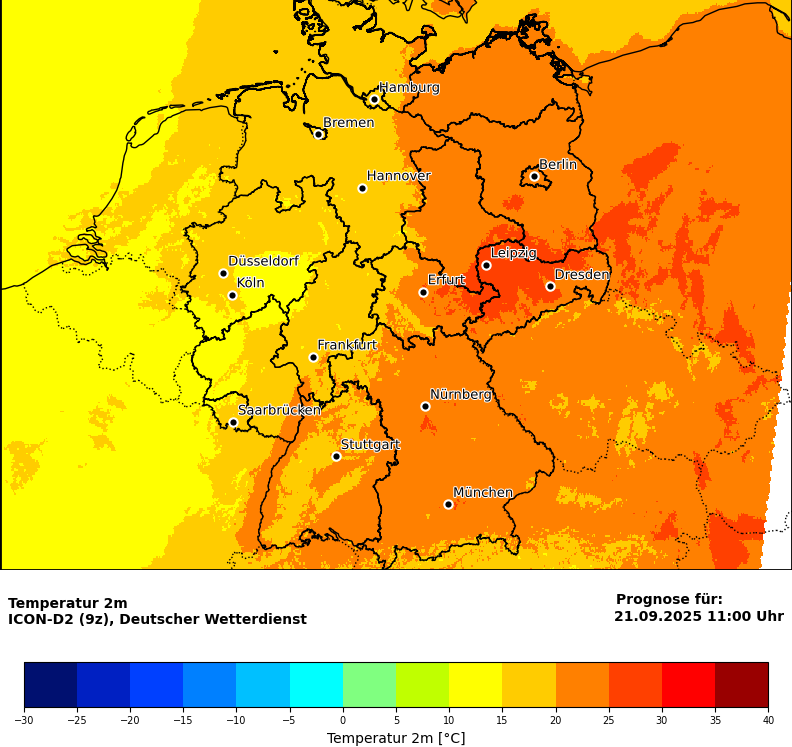 Hamburg
Bremen
Berlin
Hannover
Leipzig
Düsseldorf
Dresden
Köln
Erfurt
Frankfurt
Nürnberg
Saarbrücken
Stuttgart
München
Temperatur 2m
ICON-D2 (9z), Deutscher Wetterdienst
Prognose für:
21.09.2025 11:00 Uhr
−30 −25 −20 −15 −10 −5 0 5 10 15 20 25 30 35 40
Temperatur 2m [°C]